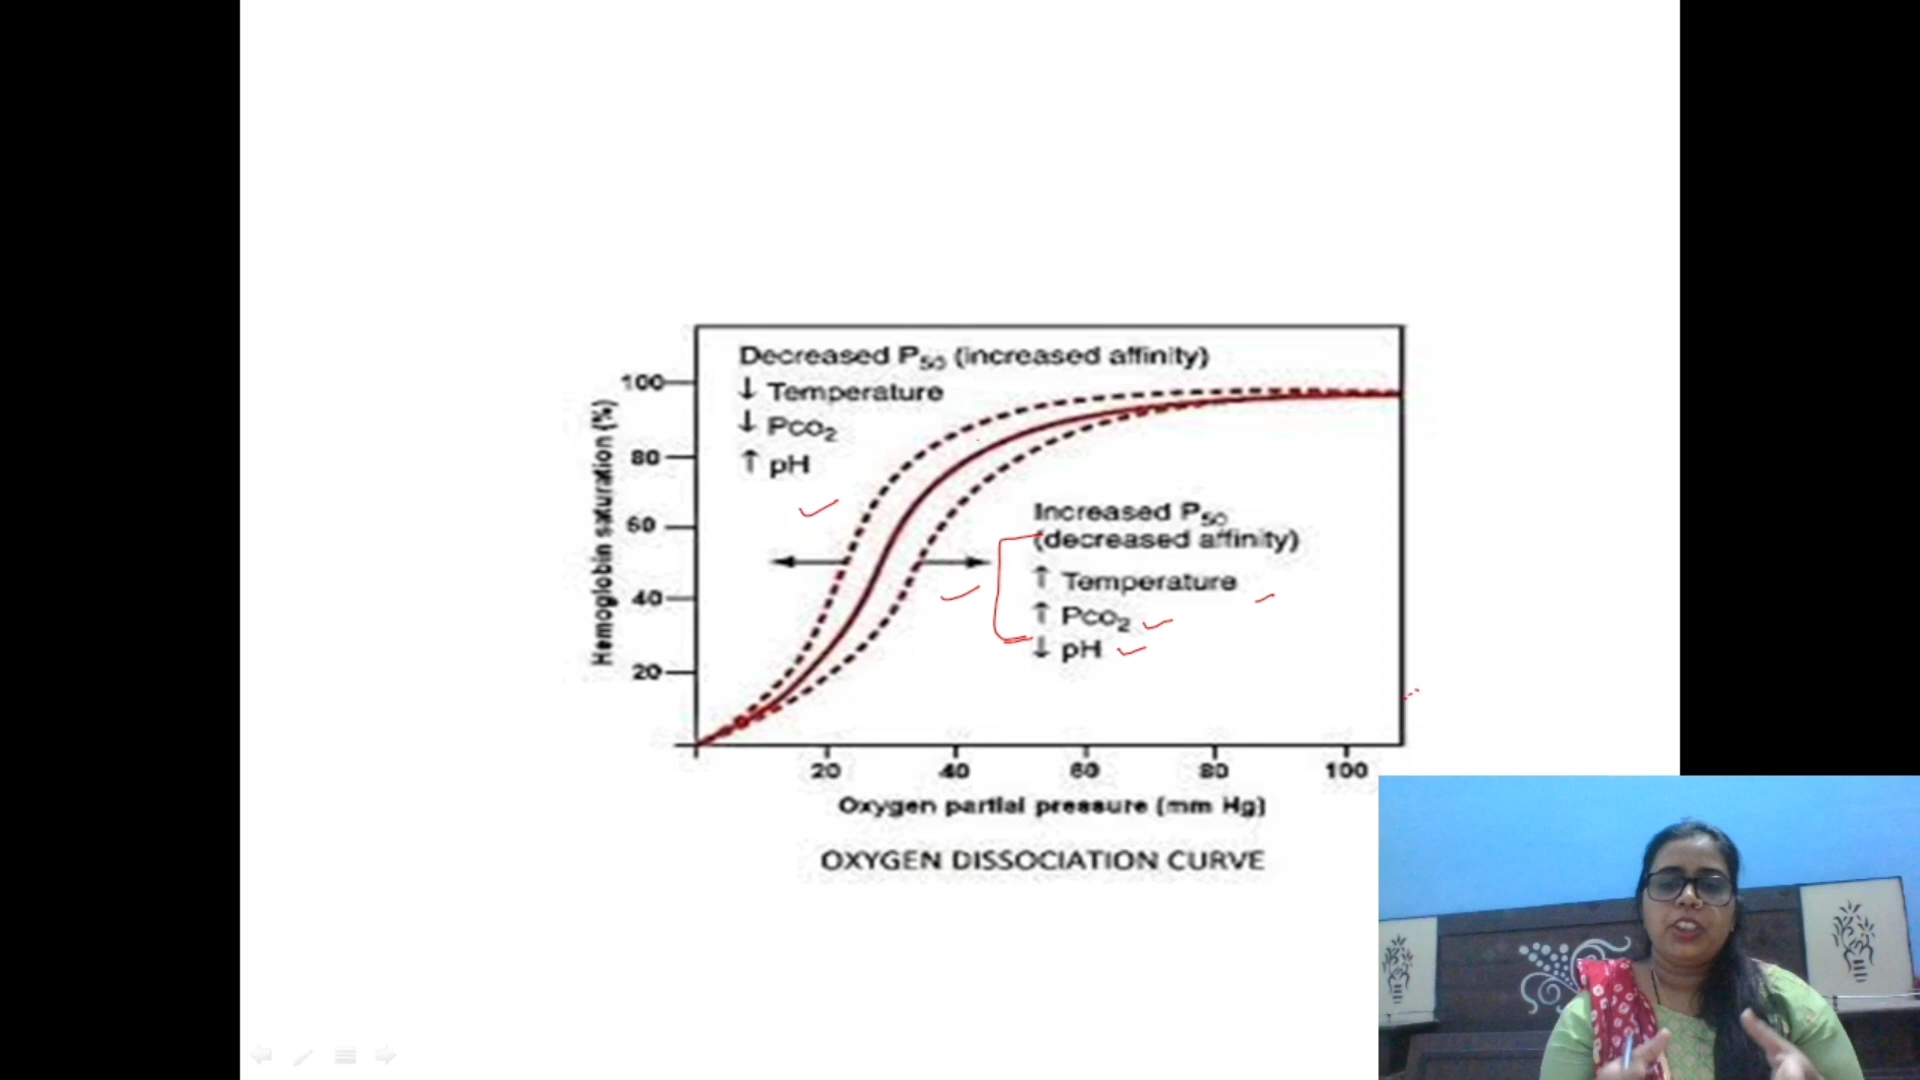 Decreased P50 (increased affinity)
↓ Temperature
↓ Pco2
↑ pH
Increased P50
(decreased affinity)
↑ Temperature
↑ Pco2
↓ pH
Hemoglobin saturation (%)
100
80
60
40
20
20 40 60 80 100
Oxygen partial pressure (mm Hg)
OXYGEN DISSOCIATION CURVE